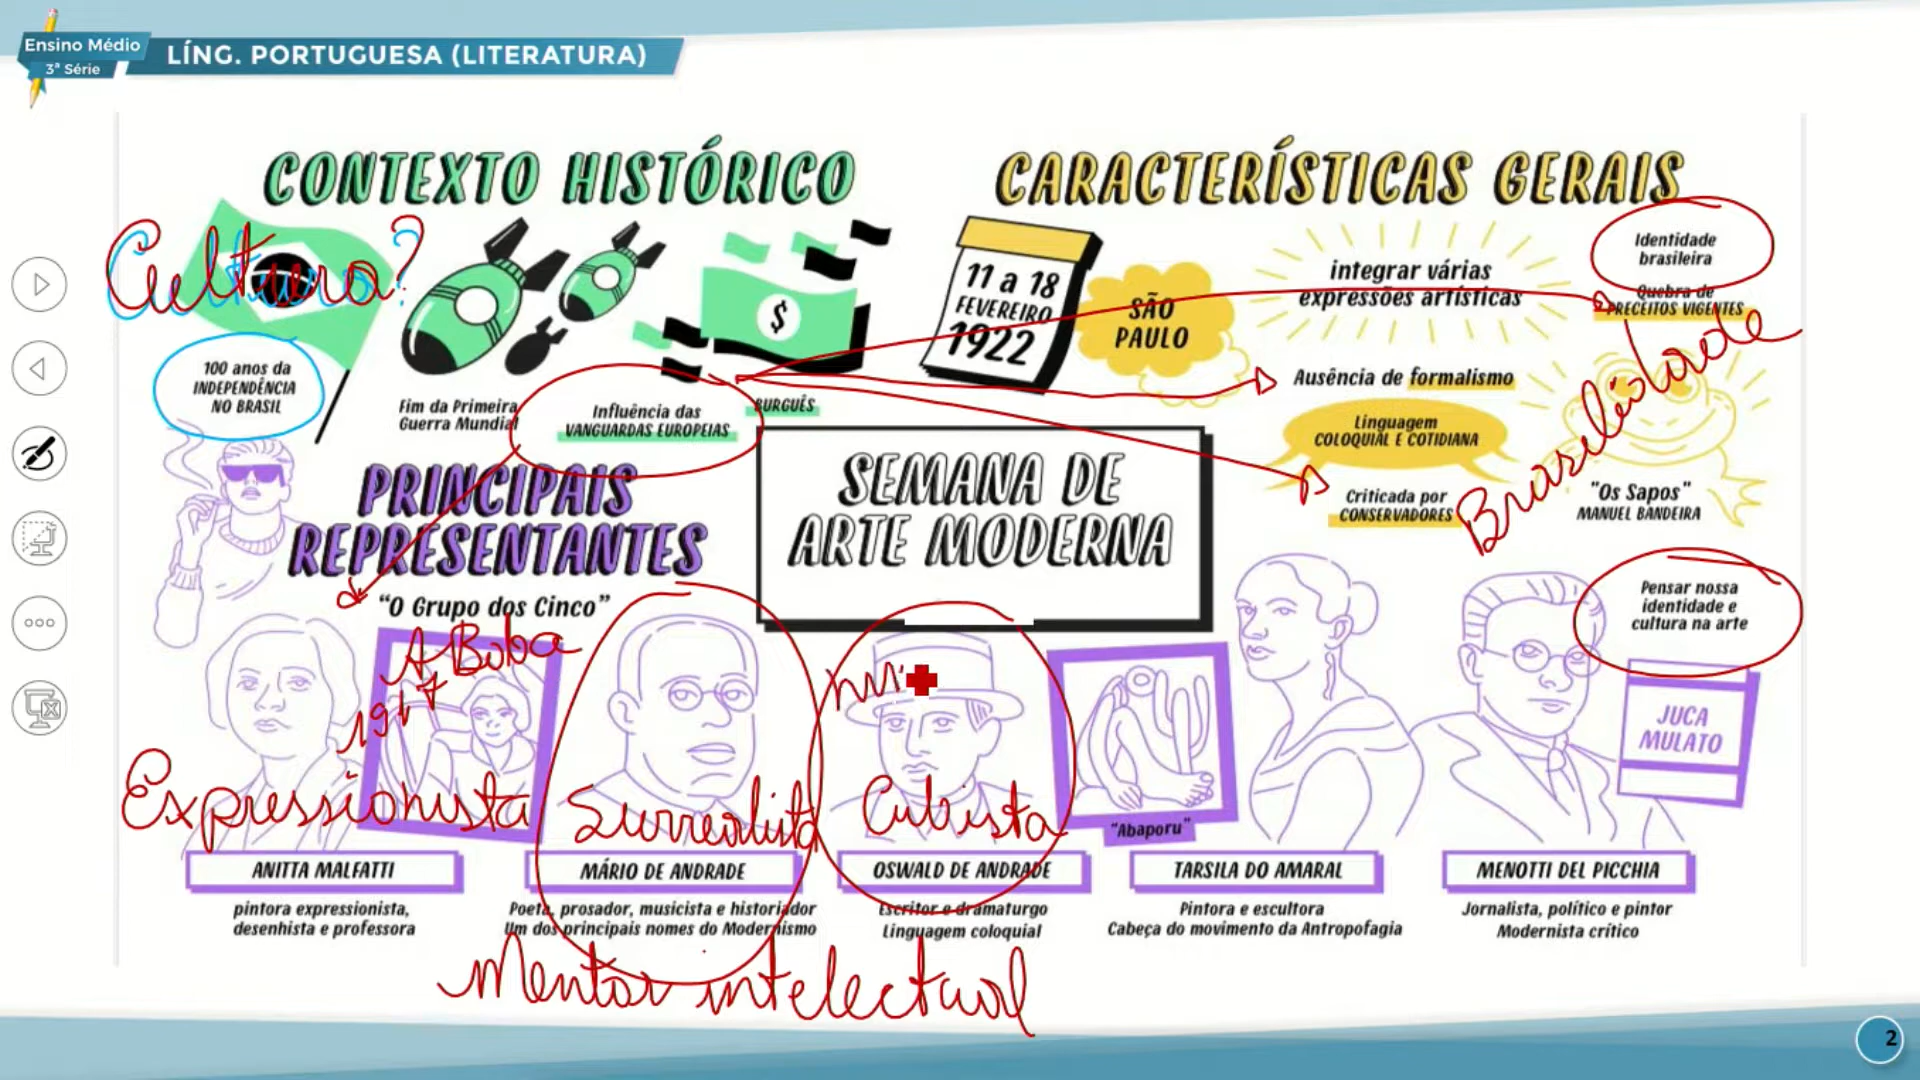 Ensino Médio
3ª Série
LÍNG. PORTUGUESA (LITERATURA)
CONTEXTO HISTÓRICO
Cultura?
100 anos da
INDEPENDÊNCIA
NO BRASIL
Fim da Primeira
Guerra Mundial
Influência das
VANGUARDAS EUROPEIAS
$
BURGUÊS
CARACTERÍSTICAS GERAIS
11 a 18
FEVEREIRO
1922
SÃO
PAULO
integrar várias
expressões artísticas
Identidade
brasileira
Quebra de
PRECEITOS VIGENTES
Ausência de formalismo
Linguagem
COLOQUIAL E COTIDIANA
Criticada por
CONSERVADORES
Brasilidade
"Os Sapos"
MANUEL BANDEIRA
Pensar nossa
identidade e
cultura na arte
SEMANA DE
ARTE MODERNA
PRINCIPAIS
REPRESENTANTES
"O Grupo dos Cinco"
A Boba
1917
Expressionista
ANITTA MALFATTI
pintora expressionista,
desenhista e professora
Surrealista
MÁRIO DE ANDRADE
Poeta, prosador, musicista e historiador
Um dos principais nomes do Modernismo
Mentor intelectual
Cubista
OSWALD DE ANDRADE
Escritor e dramaturgo
Linguagem coloquial
"Abaporu"
TARSILA DO AMARAL
Pintora e escultora
Cabeça do movimento da Antropofagia
JUCA
MULATO
MENOTTI DEL PICCHIA
Jornalista, político e pintor
Modernista crítico
2